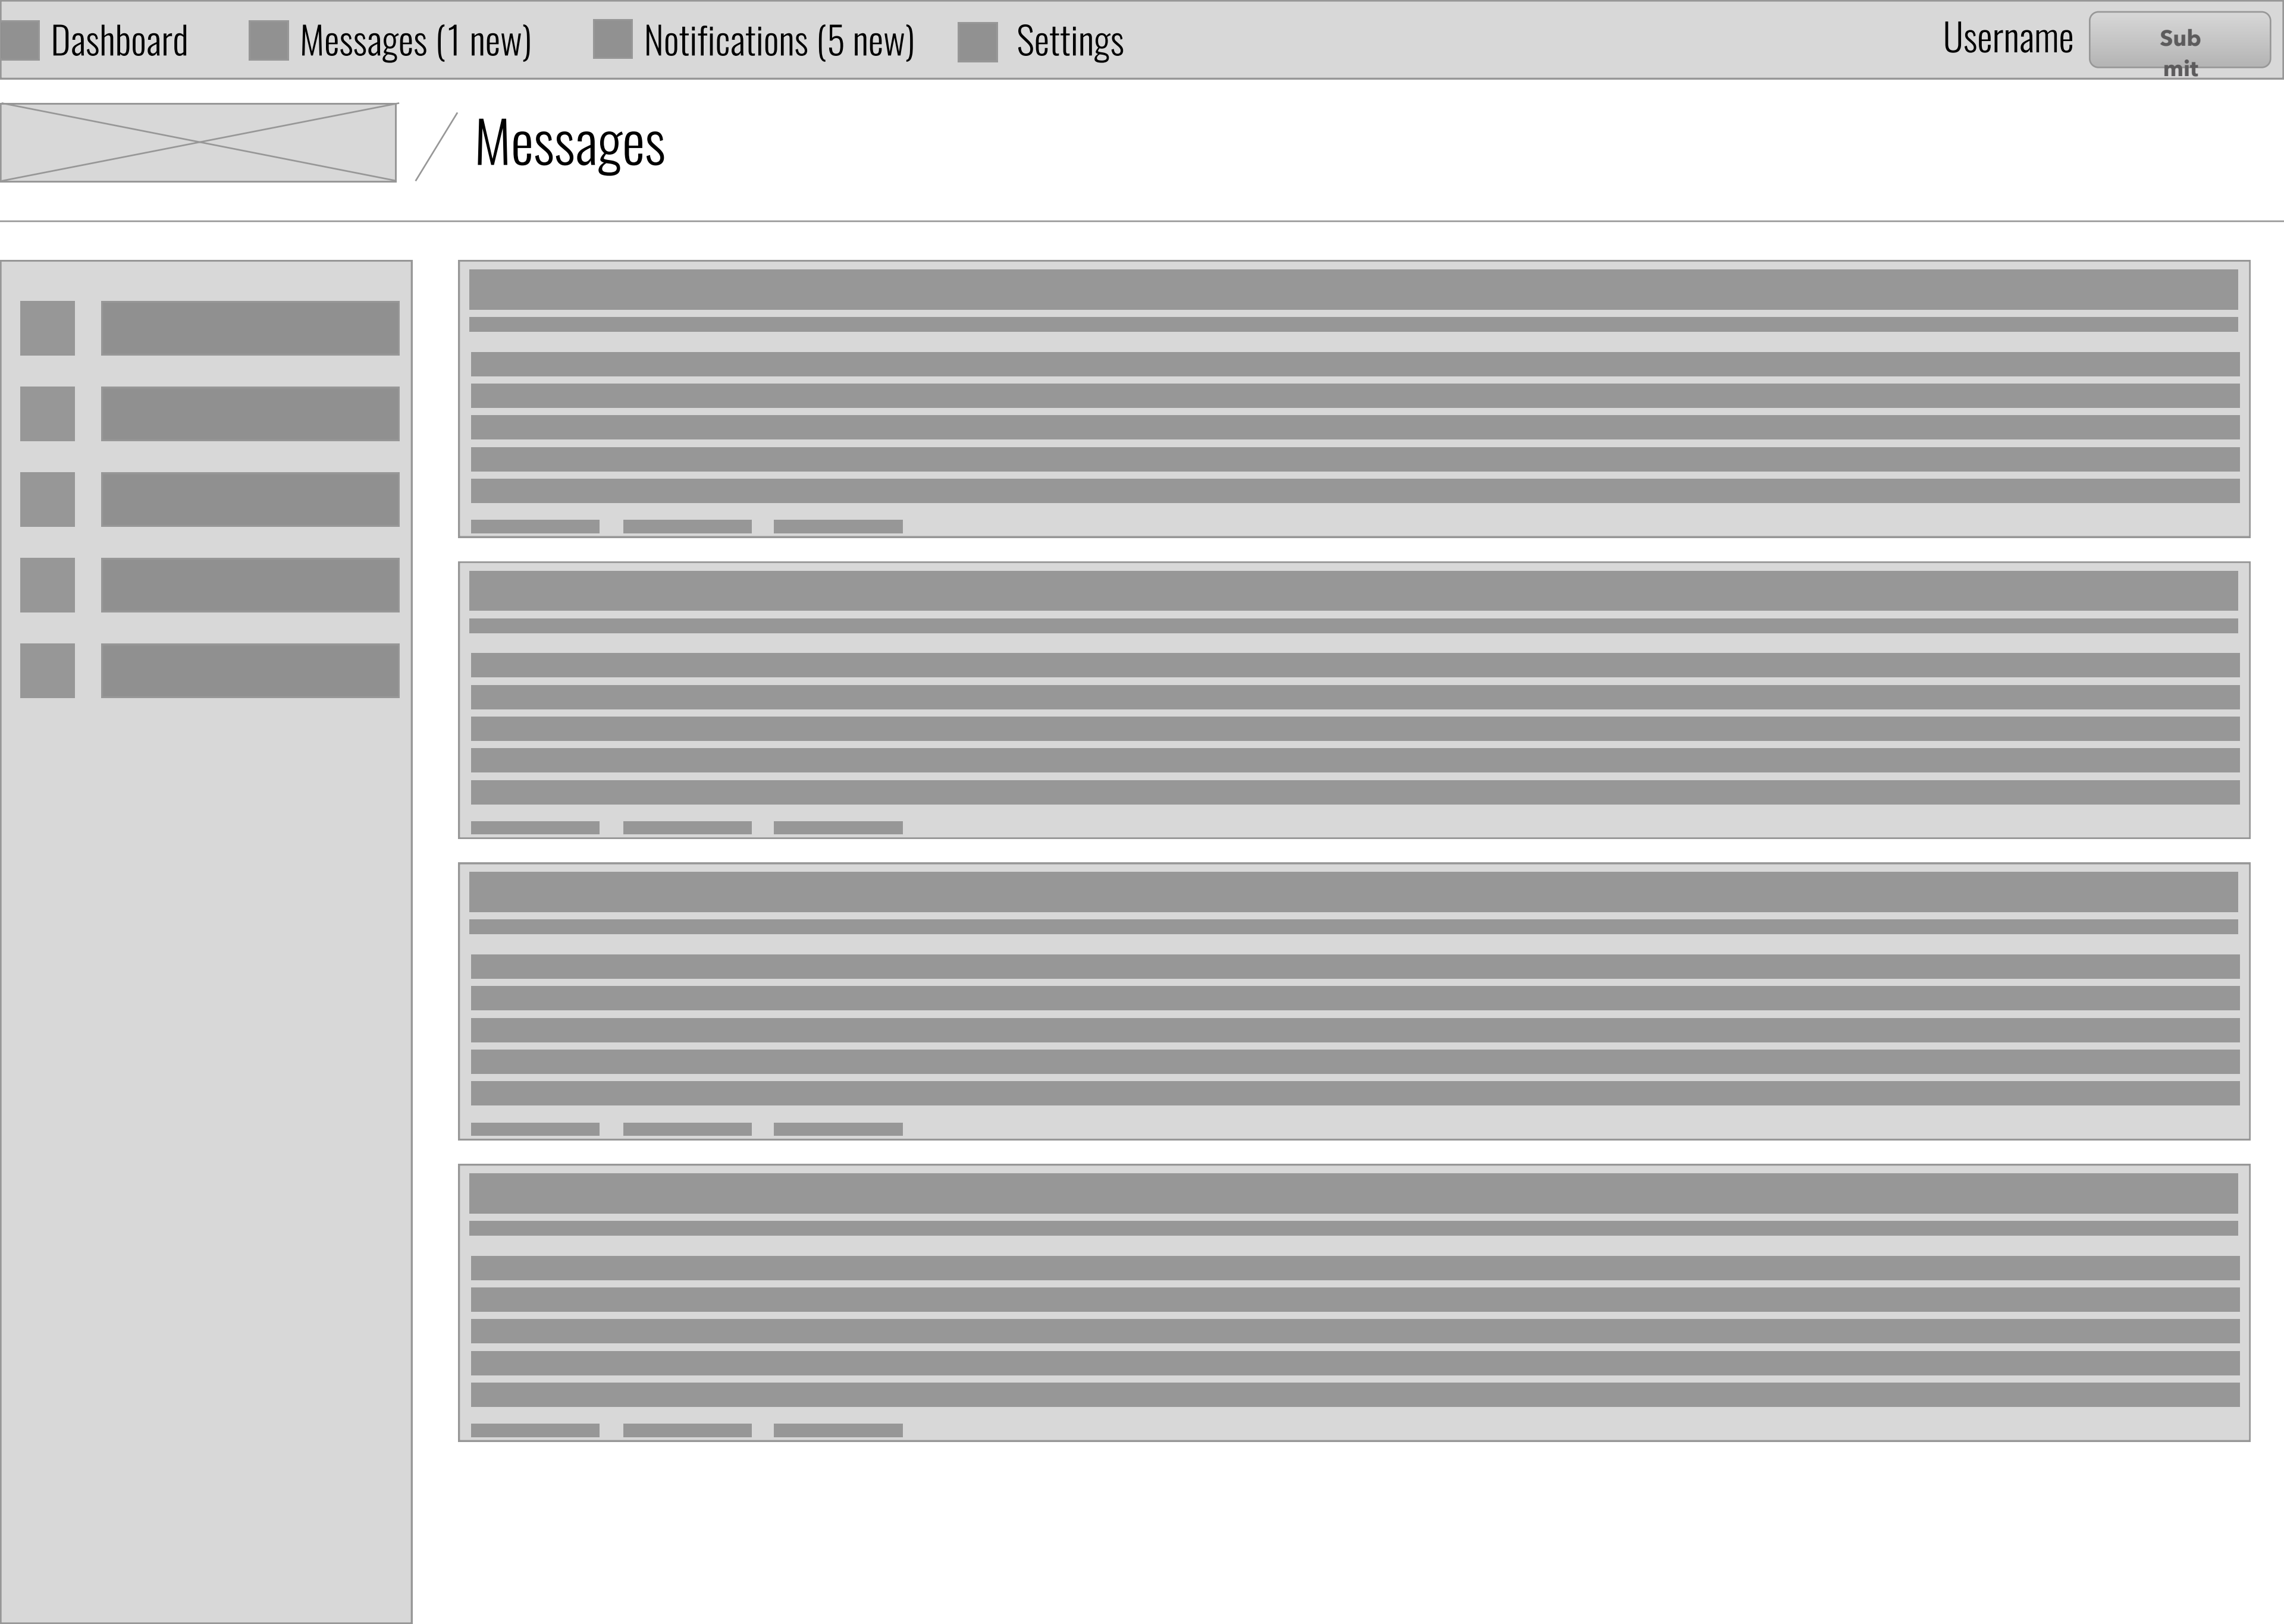 Dashboard Messages (1 new) Notifications (5 new) Settings Username Sub
mit
Messages